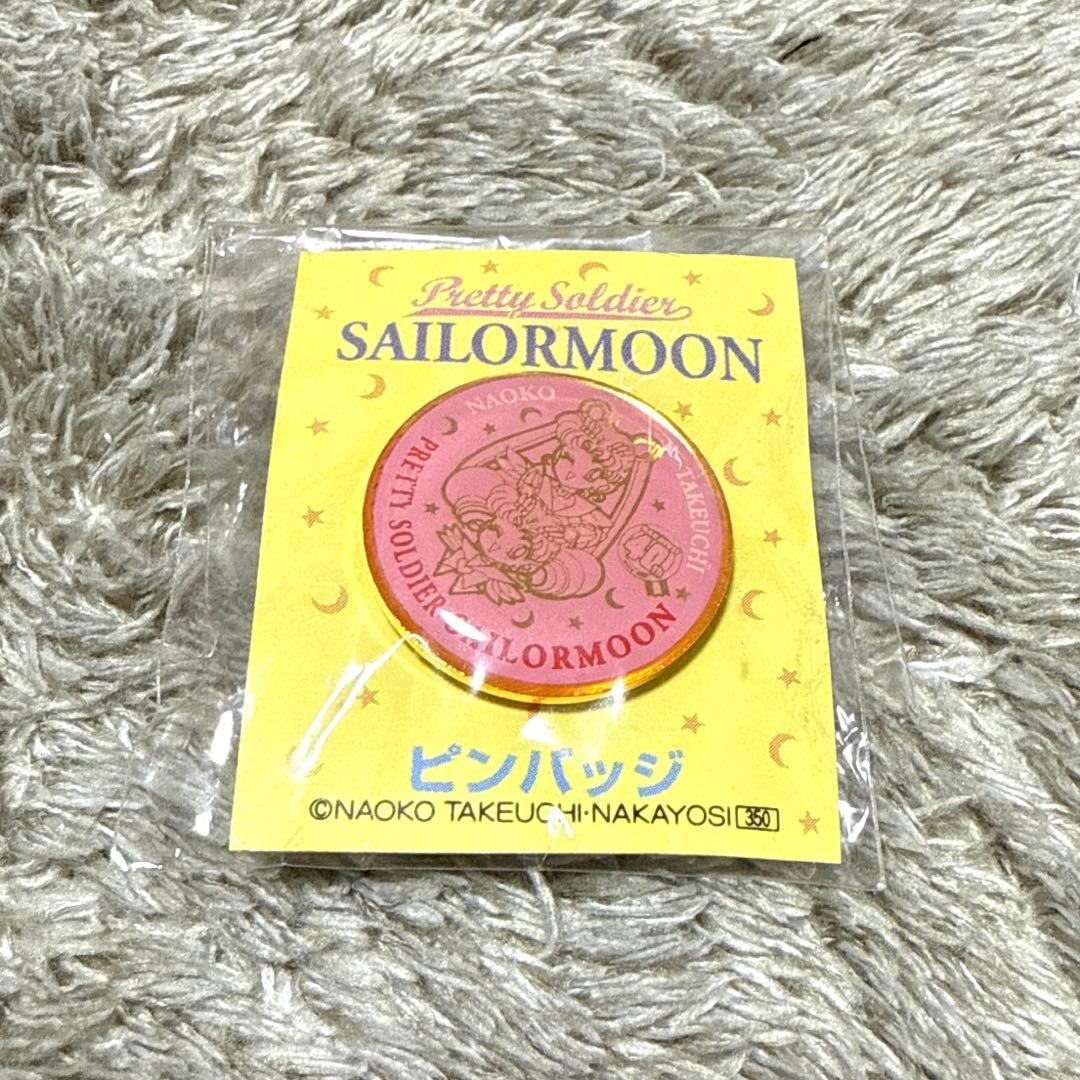 Pretty Soldier
SAILORMOON
NAOKO TAKEUCHI
PRETTY SOLDIER SAILORMOON
ピンバッジ
©NAOKO TAKEUCHI・NAKAYOSI 350